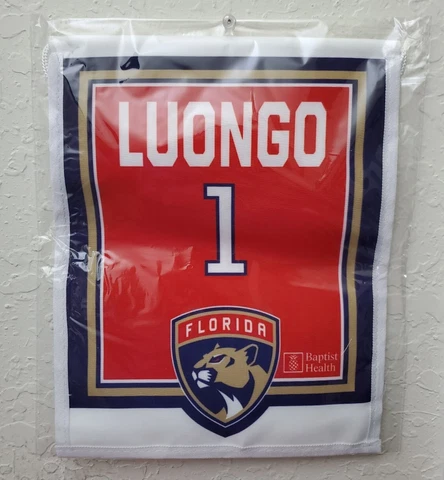 LUONGO
1
FLORIDA
Baptist
Health